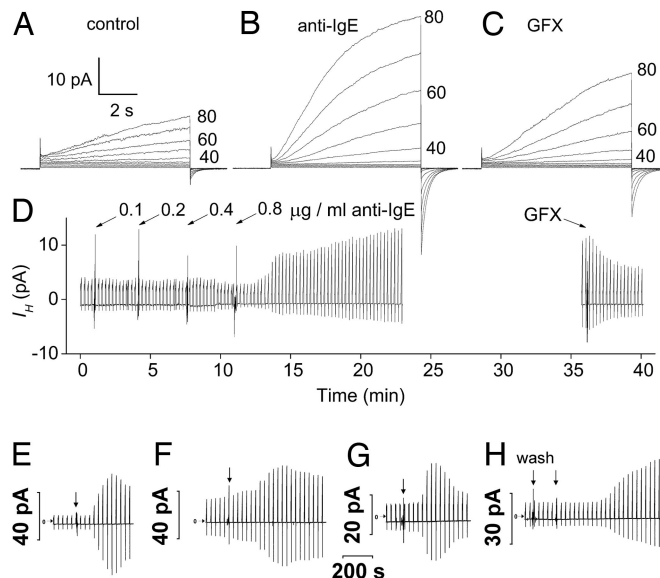 A control
B anti-IgE
C GFX
10 pA
2 s
80
60
40
80
60
40
80
60
40
D
0.1 0.2 0.4 0.8 µg / ml anti-IgE
GFX
I_H (pA)
10
0
-10
0 5 10 15 20 25 30 35 40
Time (min)
E
40 pA
0
F
40 pA
0
G
20 pA
0
H
wash
30 pA
0
200 s